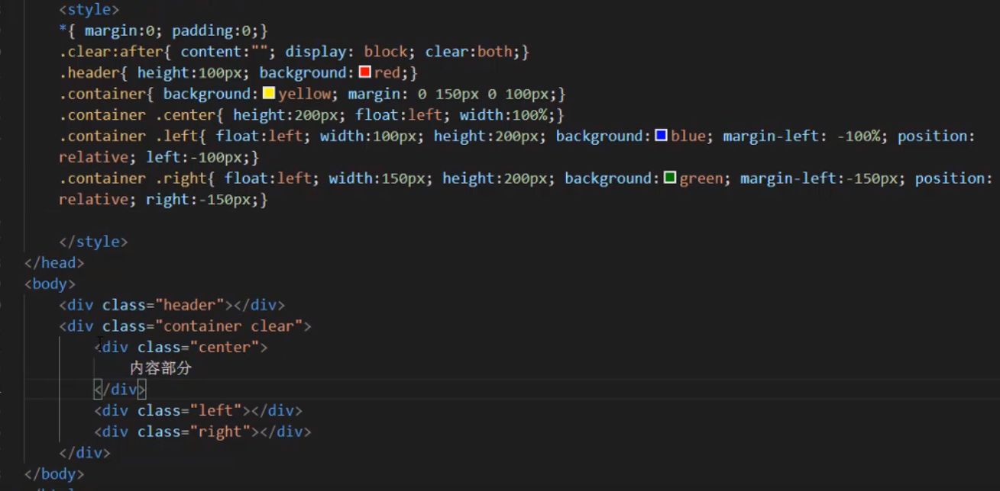 <style>
*{ margin:0; padding:0;}
.clear:after{ content:""; display: block; clear:both;}
.header{ height:100px; background:red;}
.container{ background:yellow; margin: 0 150px 0 100px;}
.container .center{ height:200px; float:left; width:100%;}
.container .left{ float:left; width:100px; height:200px; background:blue; margin-left: -100%; position:
relative; left:-100px;}
.container .right{ float:left; width:150px; height:200px; background:green; margin-left:-150px; position:
relative; right:-150px;}
</style>
</head>
<body>
<div class="header"></div>
<div class="container clear">
<div class="center">
内容部分
</div>
<div class="left"></div>
<div class="right"></div>
</div>
</body>